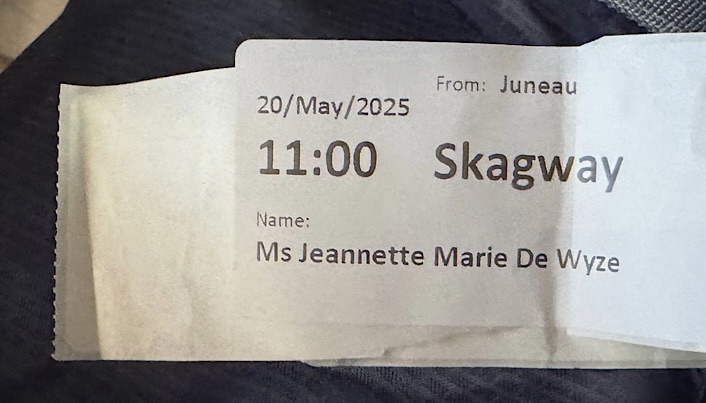 From: Juneau
20/May/2025
11:00 Skagway
Name:
Ms Jeannette Marie De Wyze